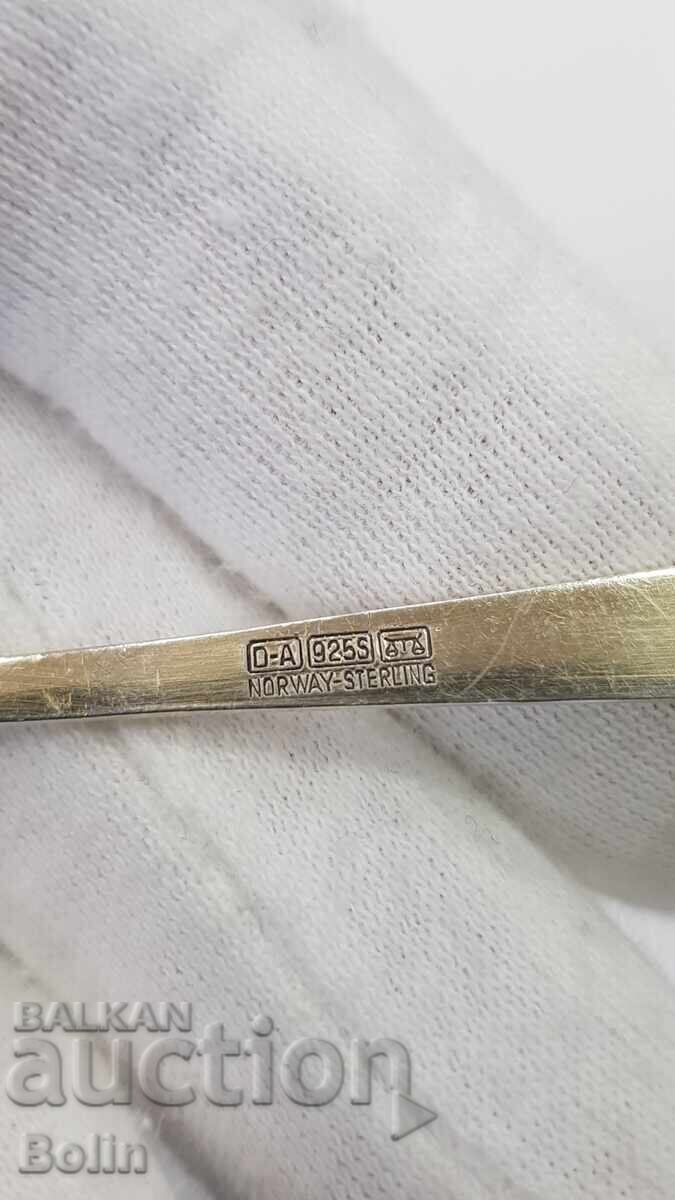 D-A 925S
NORWAY-STERLING
BALKAN
auction
Bolin